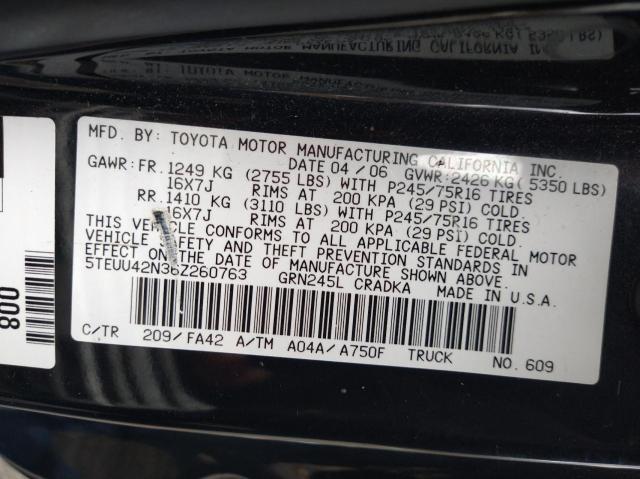 MFD. BY: TOYOTA MOTOR MANUFACTURING CALIFORNIA INC.
DATE 04 / 06 GVWR: 2426 KG ( 5350 LBS)
GAWR: FR. 1249 KG (2755 LBS) WITH P245/75R16 TIRES
16X7J RIMS AT 200 KPA (29 PSI) COLD.
RR. 1410 KG (3110 LBS) WITH P245/75R16 TIRES
16X7J RIMS AT 200 KPA (29 PSI) COLD.
THIS VEHICLE CONFORMS TO ALL APPLICABLE FEDERAL MOTOR
VEHICLE SAFETY AND THEFT PREVENTION STANDARDS IN
EFFECT ON THE DATE OF MANUFACTURE SHOWN ABOVE.
5TEUU42N36Z260763 GRN245L CRADKA MADE IN U.S.A.
C/TR 209/FA42 A/TM A04A/A750F TRUCK NO. 609
008